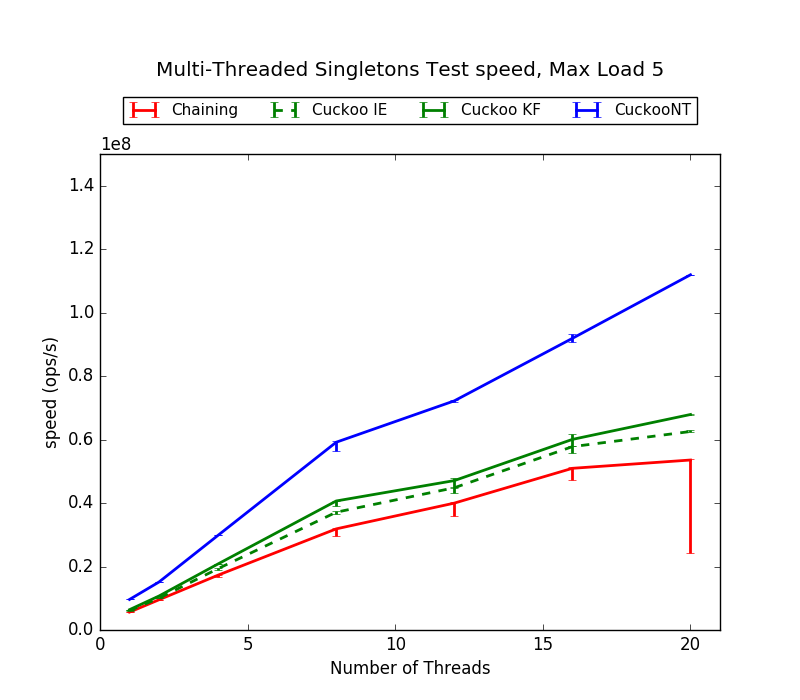 Multi-Threaded Singletons Test speed, Max Load 5
Chaining Cuckoo IE Cuckoo KF CuckooNT
1e8
1.4
1.2
1.0
0.8
0.6
0.4
0.2
0.0
speed (ops/s)
0 5 10 15 20
Number of Threads